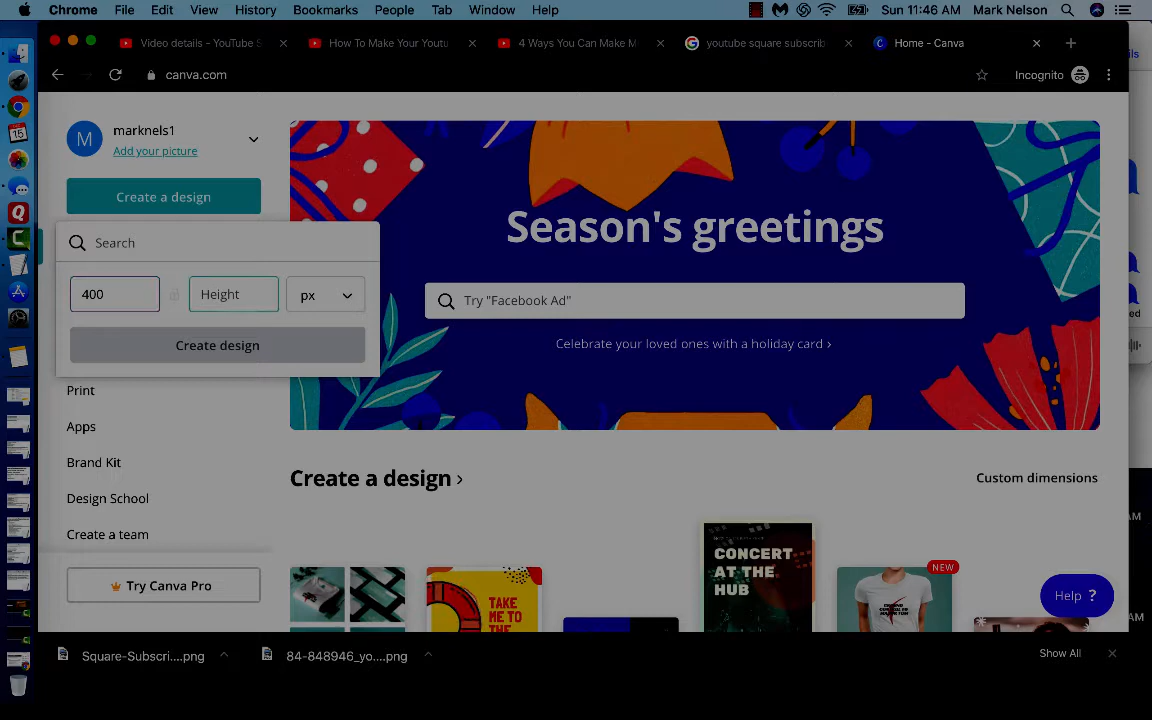 Chrome File Edit View History Bookmarks People Tab Window Help
Sun 11:46 AM Mark Nelson
Video details - YouTube S
How To Make Your Youtu
4 Ways You Can Make M
youtube square subscrib
Home - Canva
canva.com
Incognito
marknels1
Add your picture
Create a design
Search
400
Height
px
Create design
Print
Apps
Brand Kit
Design School
Create a team
Try Canva Pro
Season's greetings
Try "Facebook Ad"
Celebrate your loved ones with a holiday card ›
Create a design ›
Custom dimensions
TAKE
ME TO
THE
CONCERT
AT THE
HUB
NEW
Help ?
Square-Subscri....png
84-848946_yo....png
Show All